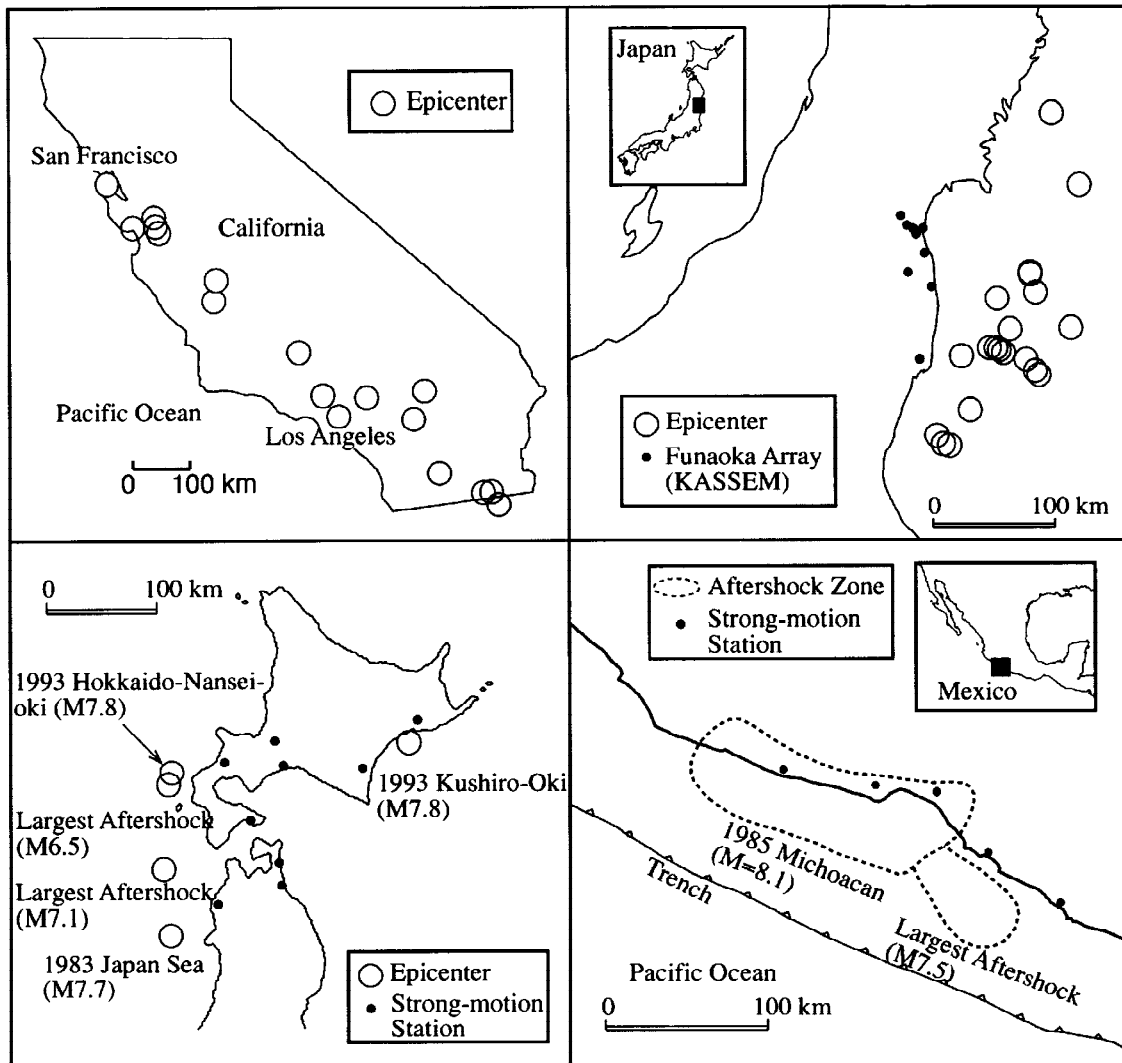 Epicenter
San Francisco
California
Pacific Ocean
Los Angeles
0 100 km
Japan
Epicenter
Funaoka Array
(KASSEM)
0 100 km
0 100 km
1993 Hokkaido-Nansei-
oki (M7.8)
1993 Kushiro-Oki
(M7.8)
Largest Aftershock
(M6.5)
Largest Aftershock
(M7.1)
1983 Japan Sea
(M7.7)
Epicenter
Strong-motion
Station
Aftershock Zone
Strong-motion
Station
Mexico
1985 Michoacan
(M=8.1)
Trench
Largest Aftershock
(M7.5)
Pacific Ocean
0 100 km